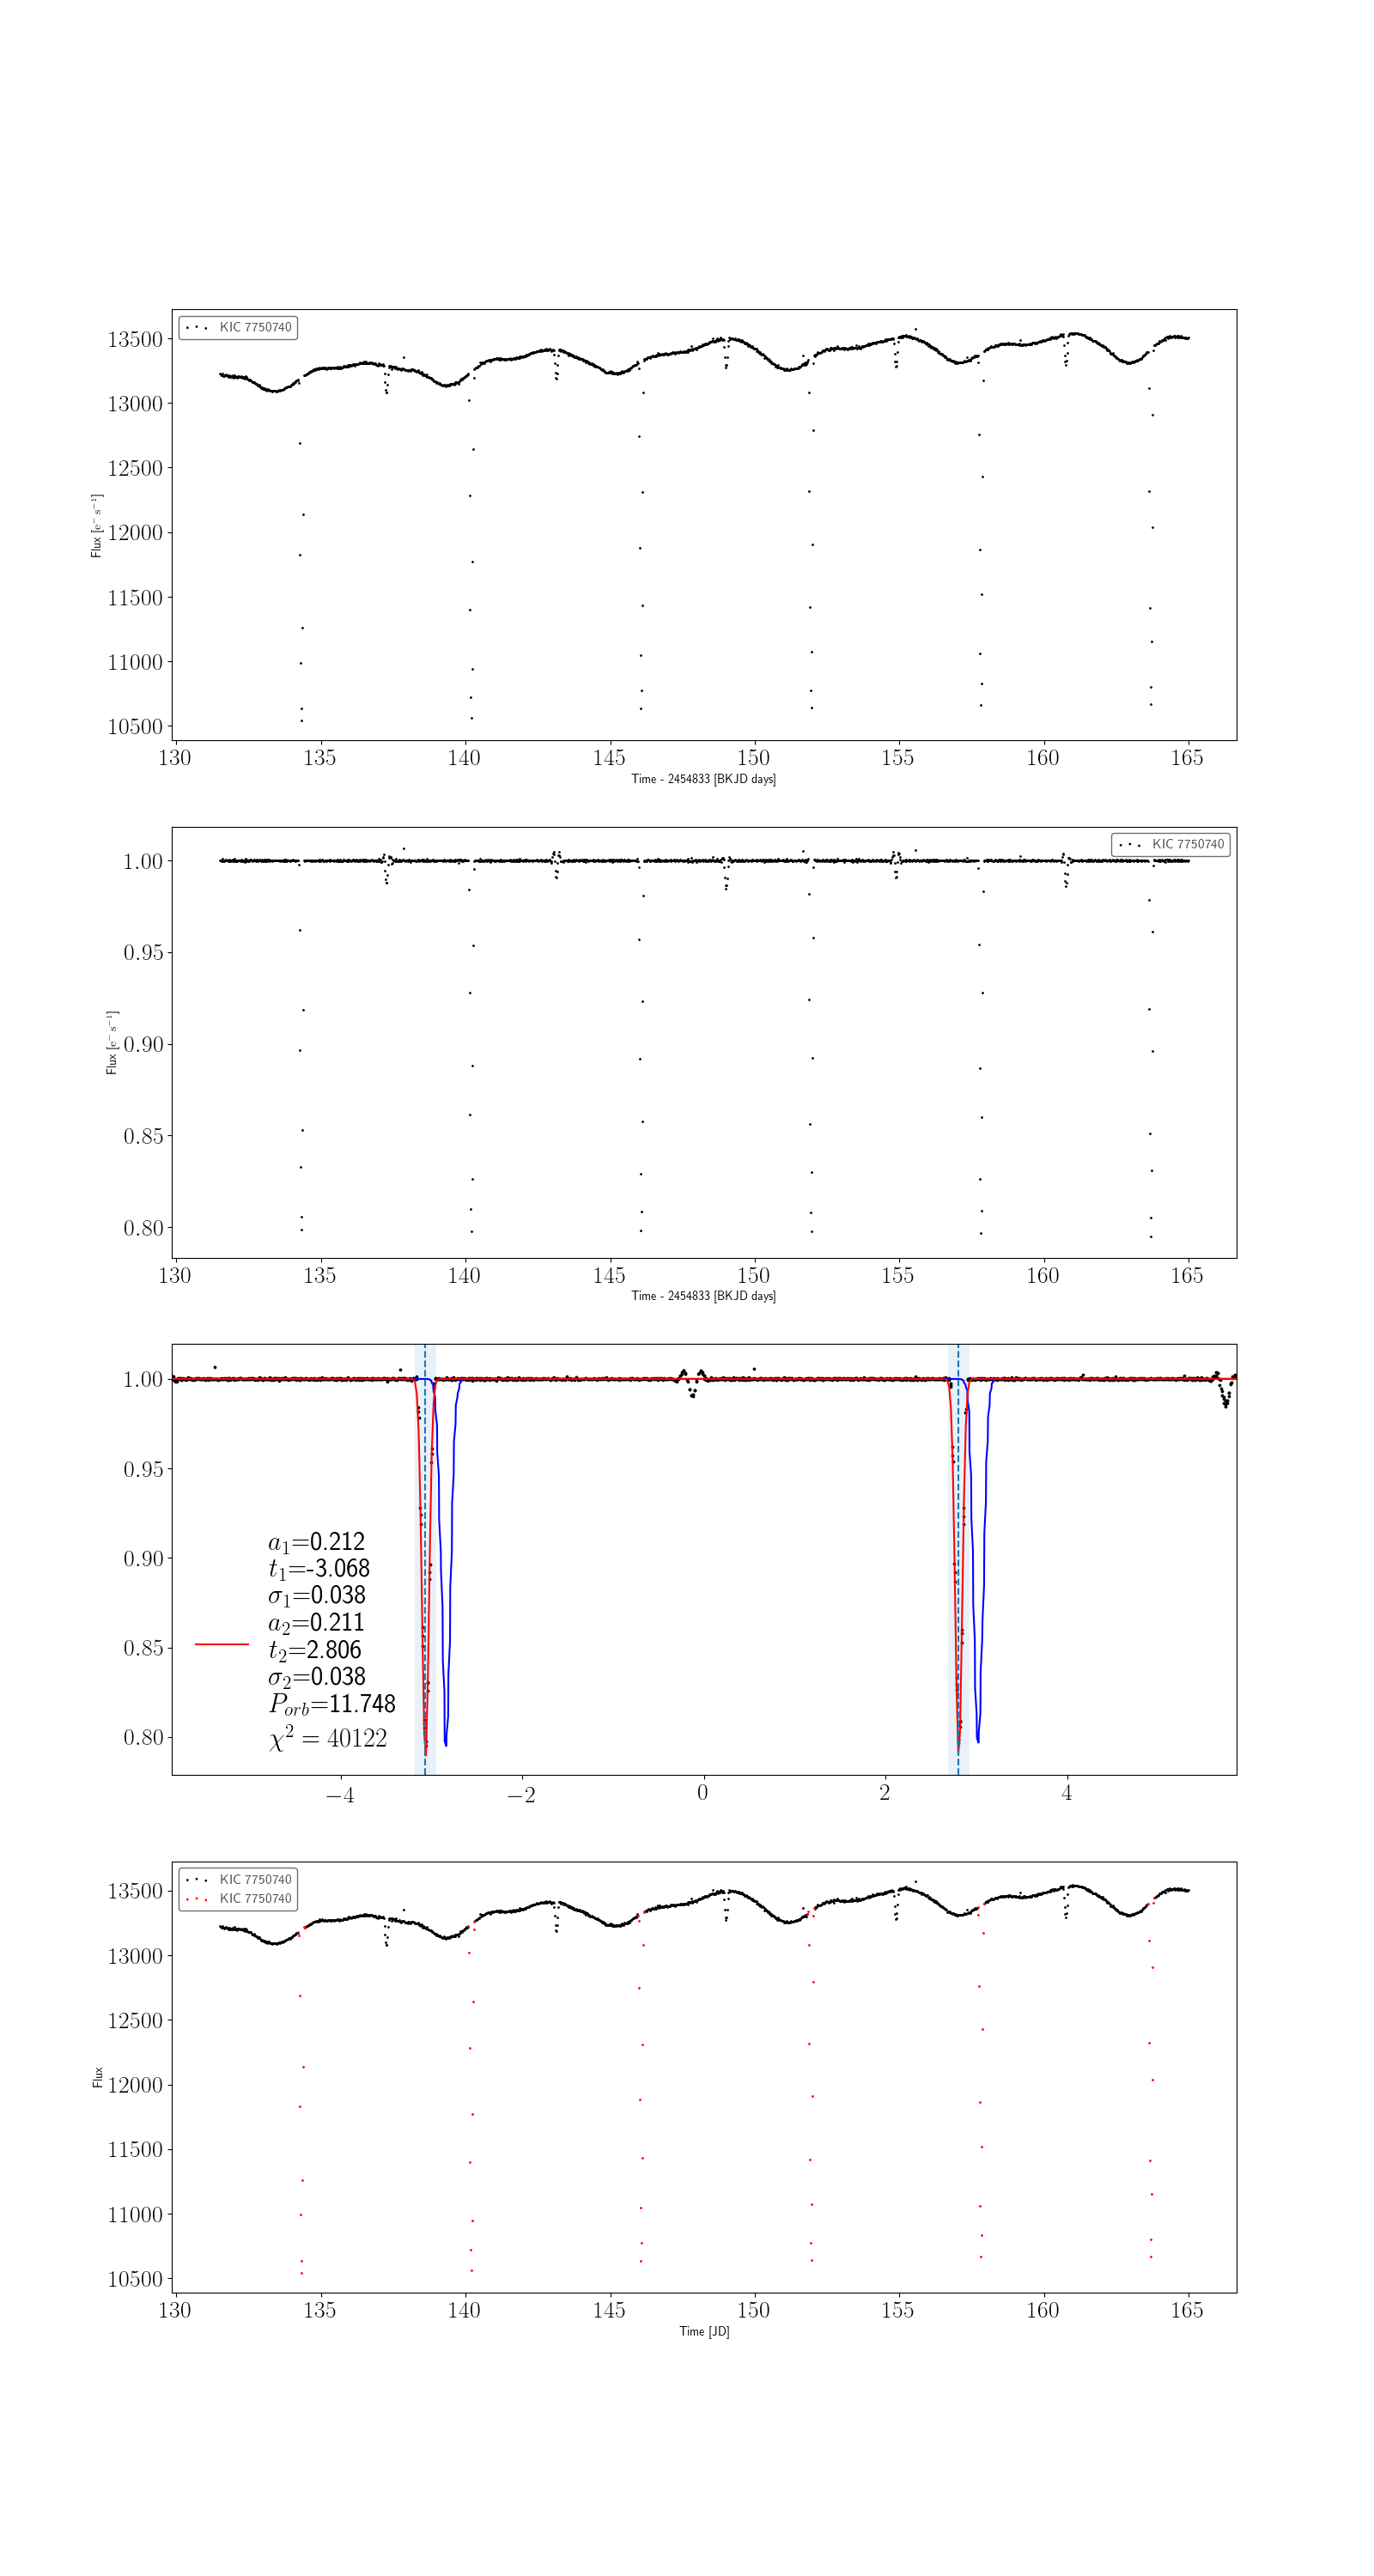 KIC 7750740
13500
13000
12500
12000
11500
11000
10500
Flux [e⁻ s⁻¹]
130 135 140 145 150 155 160 165
Time - 2454833 [BKJD days]
KIC 7750740
1.00
0.95
0.90
0.85
0.80
Flux [e⁻ s⁻¹]
130 135 140 145 150 155 160 165
Time - 2454833 [BKJD days]
1.00
0.95
0.90
0.85
0.80
a₁=0.212
t₁=-3.068
σ₁=0.038
a₂=0.211
t₂=2.806
σ₂=0.038
P_orb=11.748
χ² = 40122
−4 −2 0 2 4
KIC 7750740
KIC 7750740
13500
13000
12500
12000
11500
11000
10500
Flux
130 135 140 145 150 155 160 165
Time [JD]